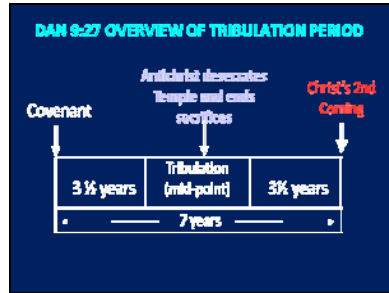 DAN 9:27 OVERVIEW OF TRIBULATION PERIOD
Antichrist desecrates
Temple and ends
sacrifices
Christ's 2nd
Coming
Covenant
3 ½ years
Tribulation
(mid-point)
3½ years
7 years